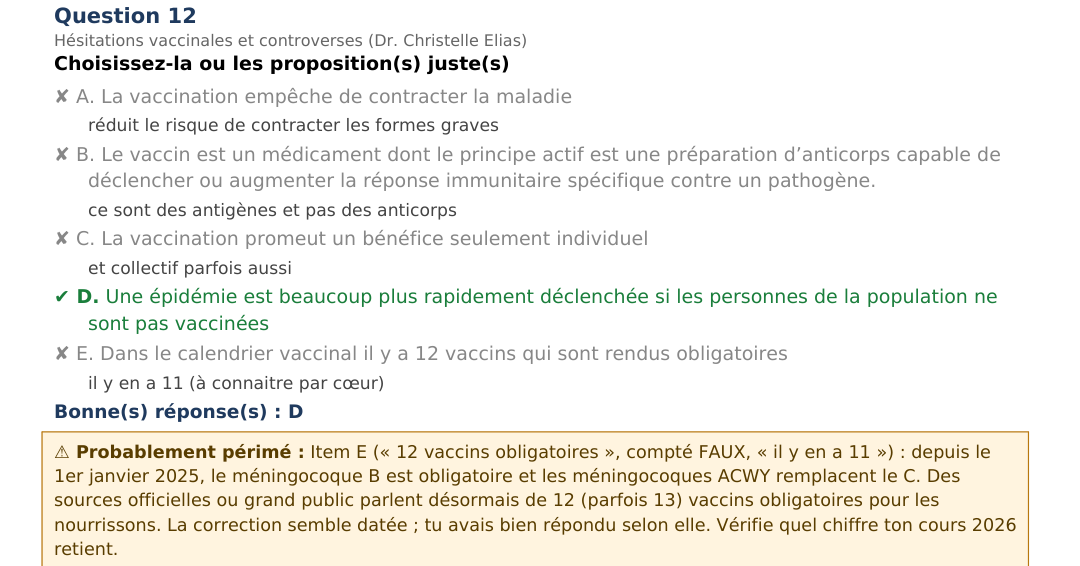 Question 12
Hésitations vaccinales et controverses (Dr. Christelle Elias)
Choisissez-la ou les proposition(s) juste(s)
✘ A. La vaccination empêche de contracter la maladie
réduit le risque de contracter les formes graves
✘ B. Le vaccin est un médicament dont le principe actif est une préparation d’anticorps capable de
déclencher ou augmenter la réponse immunitaire spécifique contre un pathogène.
ce sont des antigènes et pas des anticorps
✘ C. La vaccination promeut un bénéfice seulement individuel
et collectif parfois aussi
✔ D. Une épidémie est beaucoup plus rapidement déclenchée si les personnes de la population ne
sont pas vaccinées
✘ E. Dans le calendrier vaccinal il y a 12 vaccins qui sont rendus obligatoires
il y en a 11 (à connaitre par cœur)
Bonne(s) réponse(s) : D
⚠ Probablement périmé : Item E (« 12 vaccins obligatoires », compté FAUX, « il y en a 11 ») : depuis le
1er janvier 2025, le méningocoque B est obligatoire et les méningocoques ACWY remplacent le C. Des
sources officielles ou grand public parlent désormais de 12 (parfois 13) vaccins obligatoires pour les
nourrissons. La correction semble datée ; tu avais bien répondu selon elle. Vérifie quel chiffre ton cours 2026
retient.